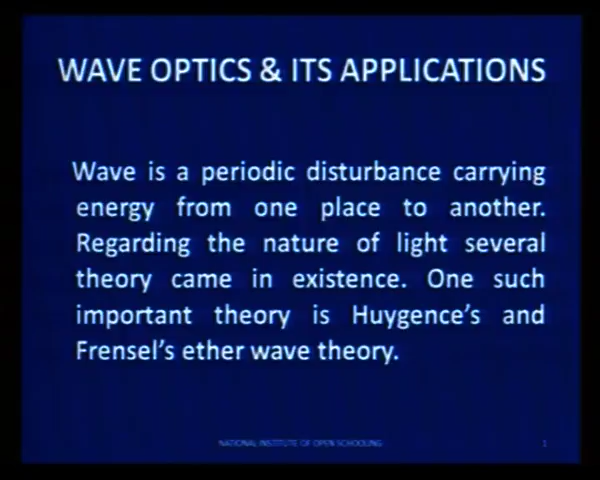 WAVE OPTICS & ITS APPLICATIONS
Wave is a periodic disturbance carrying
energy from one place to another.
Regarding the nature of light several
theory came in existence. One such
important theory is Huygence's and
Frensel's ether wave theory.
NATIONAL INSTITUTE OF OPEN SCHOOLING
1